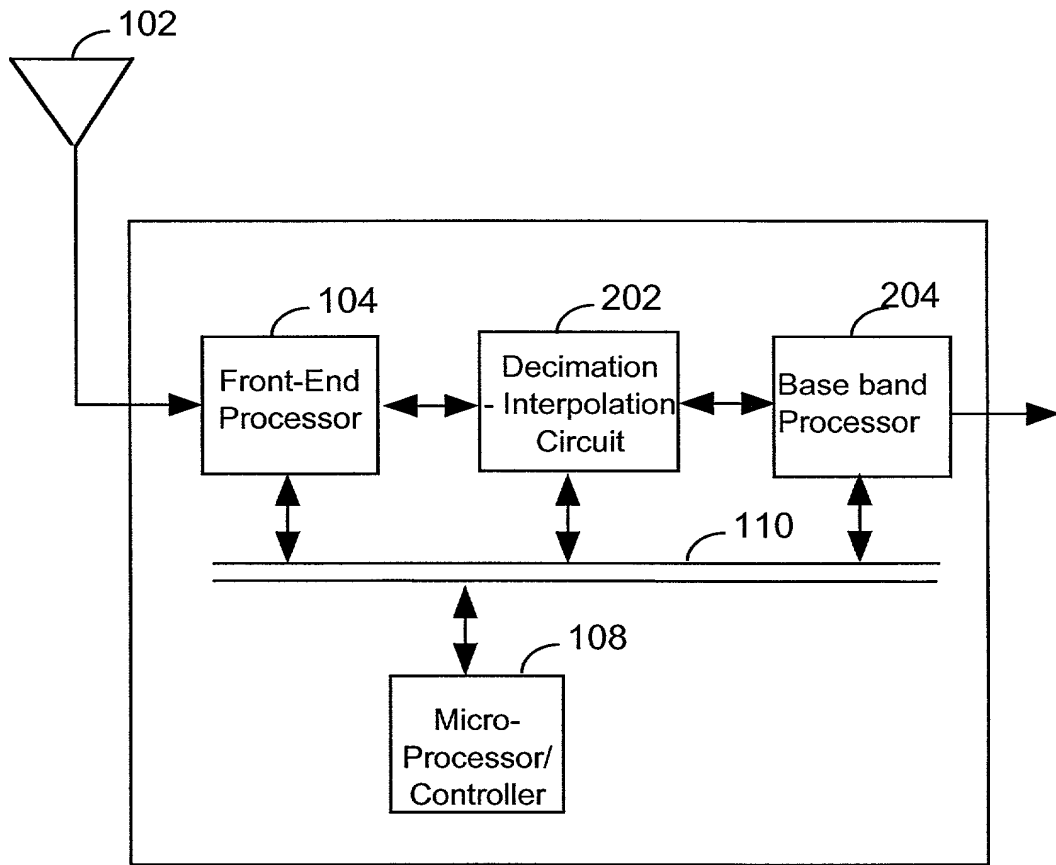 102
104
Front-End
Processor
202
Decimation
- Interpolation
Circuit
204
Base band
Processor
110
108
Micro-
Processor/
Controller